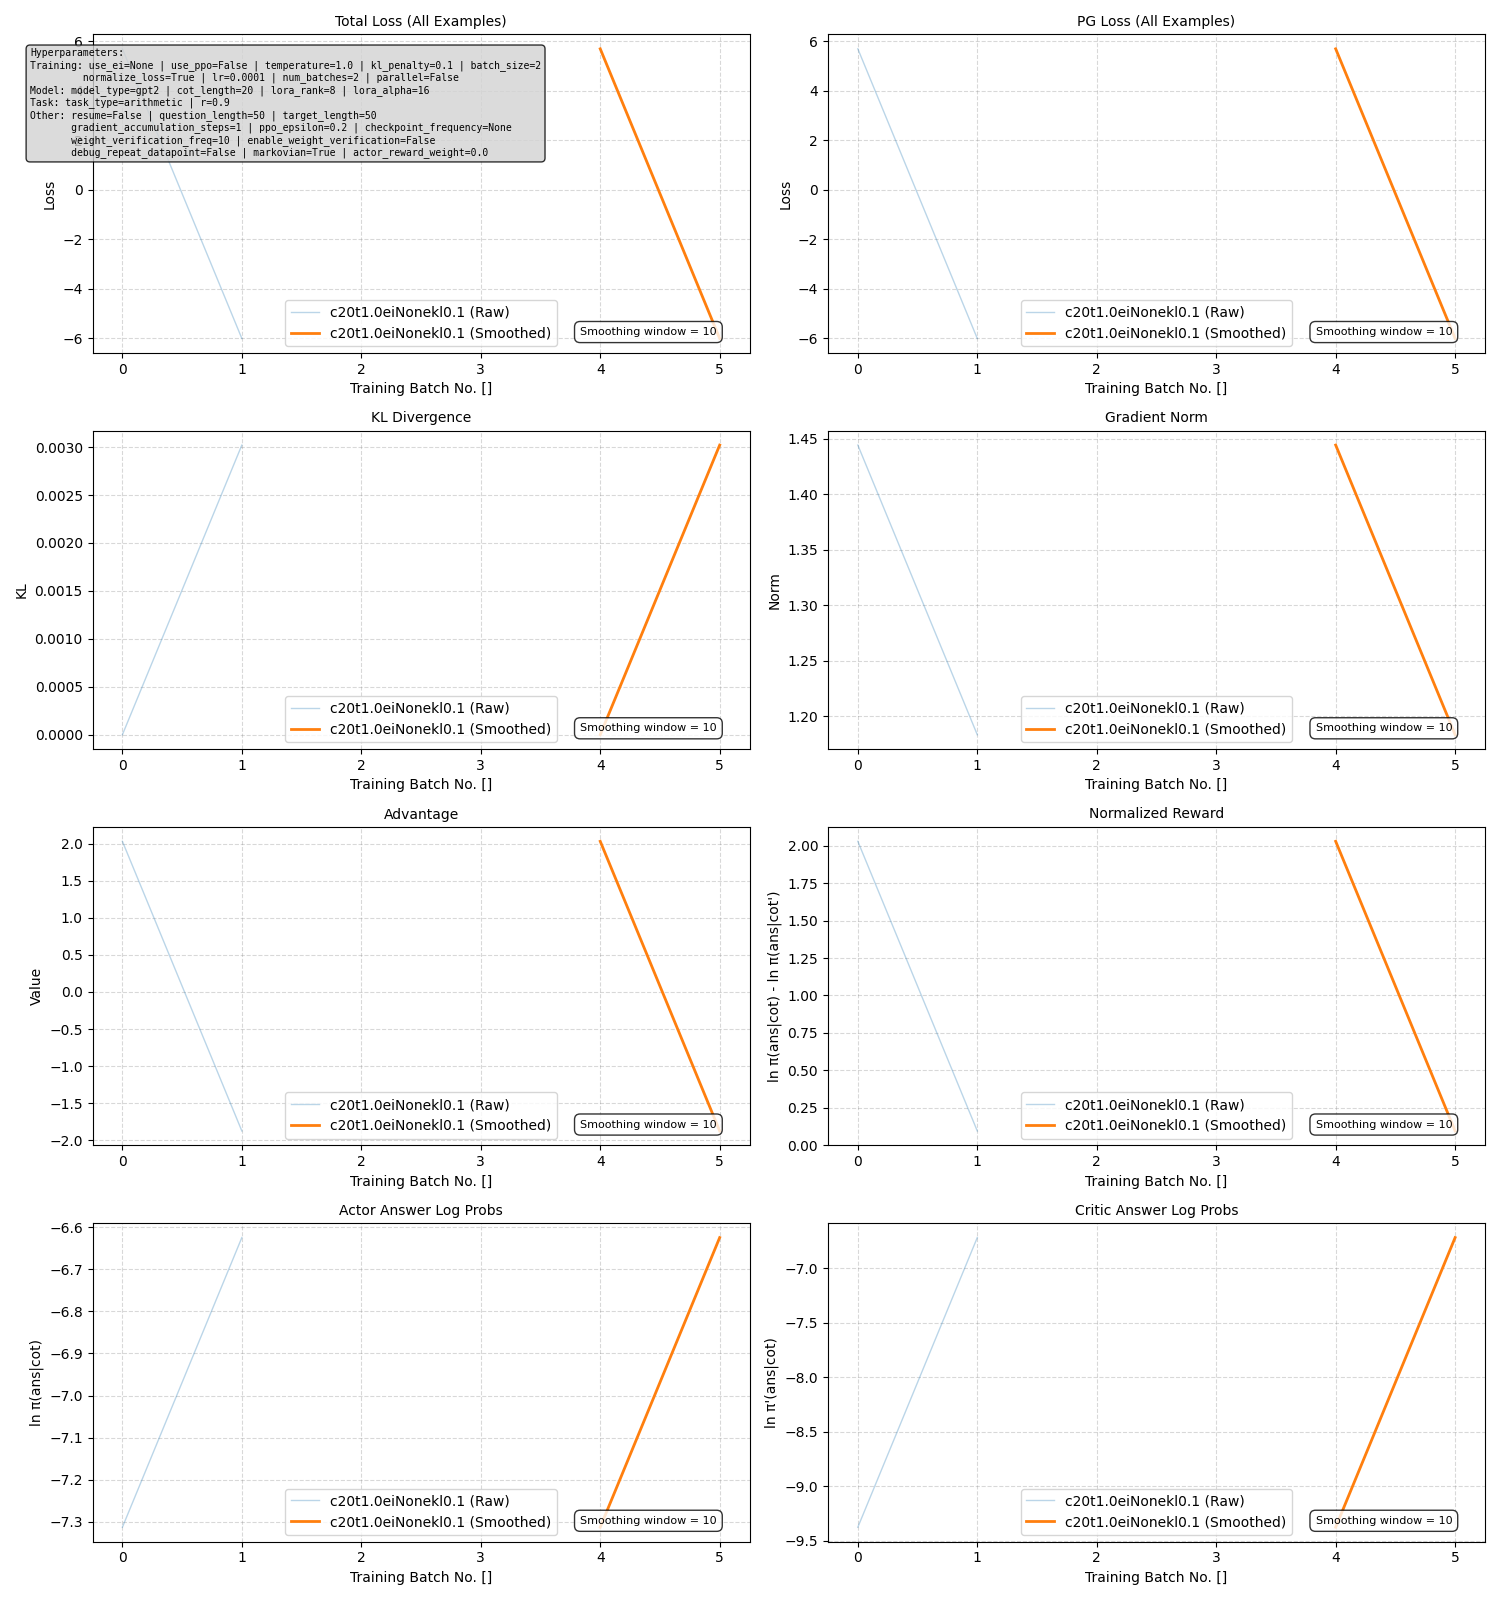 Total Loss (All Examples)
Hyperparameters:
Training: use_ei=None | use_ppo=False | temperature=1.0 | kl_penalty=0.1 | batch_size=2
normalize_loss=True | lr=0.0001 | num_batches=2 | parallel=False
Model: model_type=gpt2 | cot_length=20 | lora_rank=8 | lora_alpha=16
Task: task_type=arithmetic | r=0.9
Other: resume=False | question_length=50 | target_length=50
gradient_accumulation_steps=1 | ppo_epsilon=0.2 | checkpoint_frequency=None
weight_verification_freq=10 | enable_weight_verification=False
debug_repeat_datapoint=False | markovian=True | actor_reward_weight=0.0
6
4
2
0
−2
−4
−6
Loss
c20t1.0eiNonekl0.1 (Raw)
c20t1.0eiNonekl0.1 (Smoothed)
Smoothing window = 10
0 1 2 3 4 5
Training Batch No. []
PG Loss (All Examples)
6
4
2
0
−2
−4
−6
Loss
c20t1.0eiNonekl0.1 (Raw)
c20t1.0eiNonekl0.1 (Smoothed)
Smoothing window = 10
0 1 2 3 4 5
Training Batch No. []
KL Divergence
0.0030
0.0025
0.0020
0.0015
0.0010
0.0005
0.0000
KL
c20t1.0eiNonekl0.1 (Raw)
c20t1.0eiNonekl0.1 (Smoothed)
Smoothing window = 10
0 1 2 3 4 5
Training Batch No. []
Gradient Norm
1.45
1.40
1.35
1.30
1.25
1.20
Norm
c20t1.0eiNonekl0.1 (Raw)
c20t1.0eiNonekl0.1 (Smoothed)
Smoothing window = 10
0 1 2 3 4 5
Training Batch No. []
Advantage
2.0
1.5
1.0
0.5
0.0
−0.5
−1.0
−1.5
−2.0
Value
c20t1.0eiNonekl0.1 (Raw)
c20t1.0eiNonekl0.1 (Smoothed)
Smoothing window = 10
0 1 2 3 4 5
Training Batch No. []
Normalized Reward
2.00
1.75
1.50
1.25
1.00
0.75
0.50
0.25
0.00
ln π(ans|cot) - ln π(ans|cot')
c20t1.0eiNonekl0.1 (Raw)
c20t1.0eiNonekl0.1 (Smoothed)
Smoothing window = 10
0 1 2 3 4 5
Training Batch No. []
Actor Answer Log Probs
−6.6
−6.7
−6.8
−6.9
−7.0
−7.1
−7.2
−7.3
ln π(ans|cot)
c20t1.0eiNonekl0.1 (Raw)
c20t1.0eiNonekl0.1 (Smoothed)
Smoothing window = 10
0 1 2 3 4 5
Training Batch No. []
Critic Answer Log Probs
−7.0
−7.5
−8.0
−8.5
−9.0
−9.5
ln π'(ans|cot)
c20t1.0eiNonekl0.1 (Raw)
c20t1.0eiNonekl0.1 (Smoothed)
Smoothing window = 10
0 1 2 3 4 5
Training Batch No. []